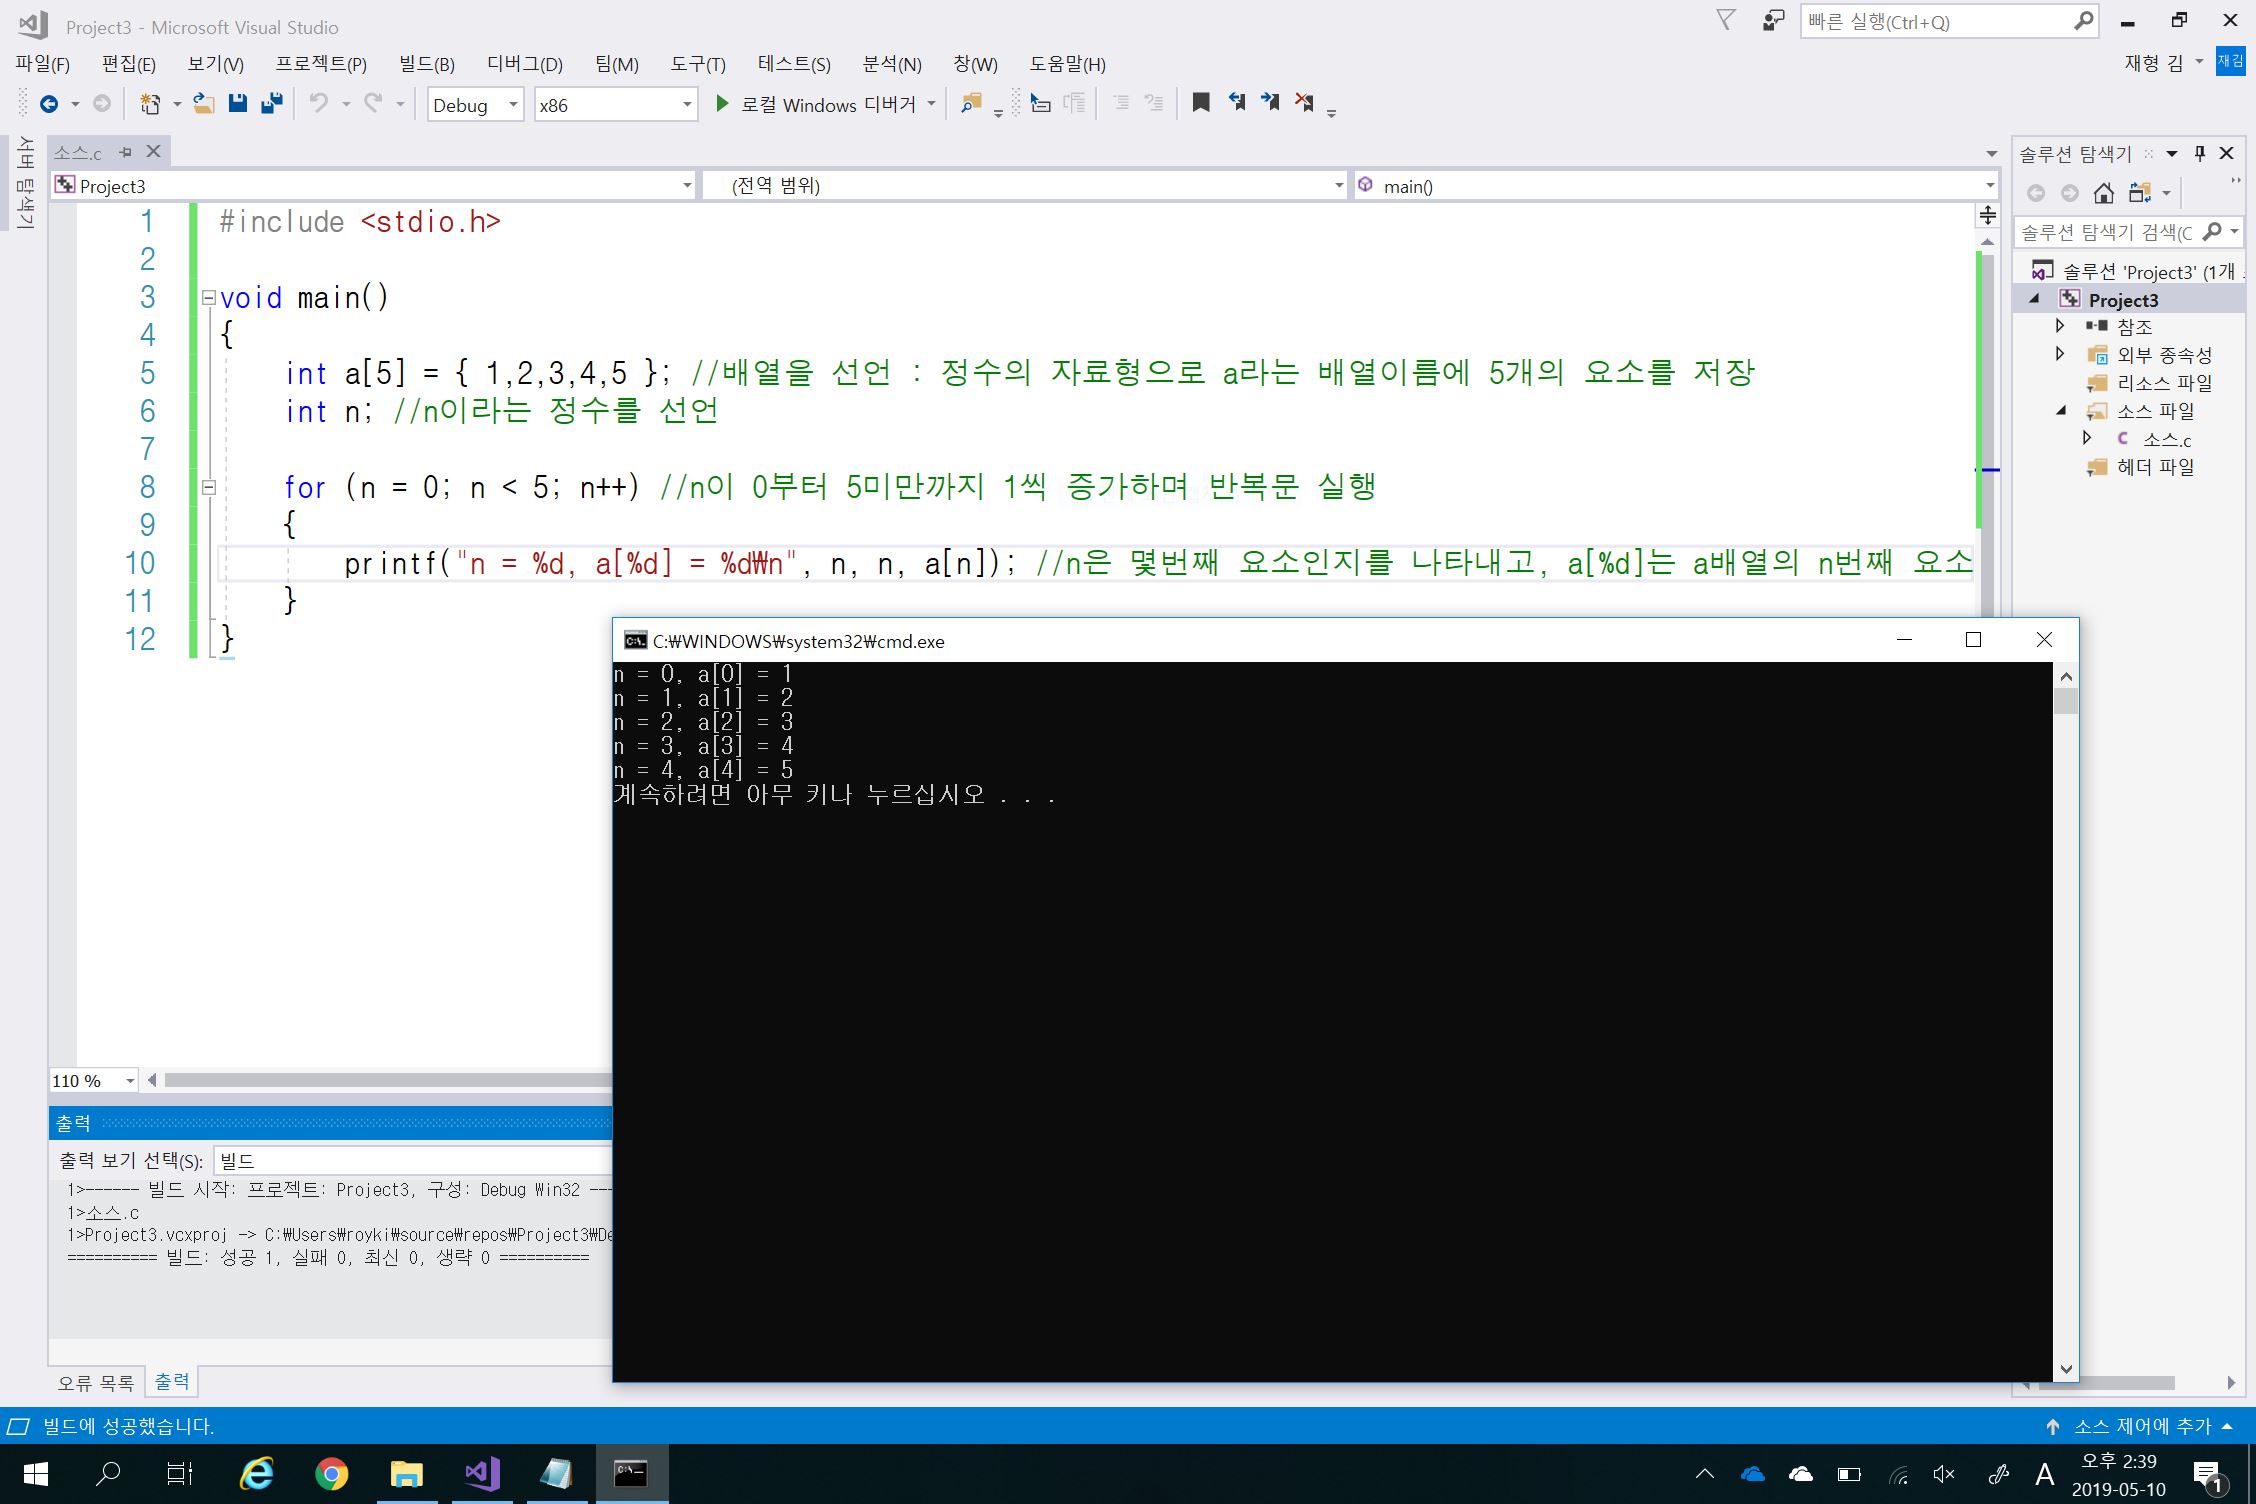 Project3 - Microsoft Visual Studio
빠른 실행(Ctrl+Q)
파일(F) 편집(E) 보기(V) 프로젝트(P) 빌드(B) 디버그(D) 팀(M) 도구(T) 테스트(S) 분석(N) 창(W) 도움말(H)
재형 김 재김
Debug x86 로컬 Windows 디버거
서버 탐색기
소스.c
Project3 (전역 범위) main()
1 #include <stdio.h>
2
3 void main()
4 {
5 int a[5] = { 1,2,3,4,5 }; //배열을 선언 : 정수의 자료형으로 a라는 배열이름에 5개의 요소를 저장
6 int n; //n이라는 정수를 선언
7
8 for (n = 0; n < 5; n++) //n이 0부터 5미만까지 1씩 증가하며 반복문 실행
9 {
10 printf("n = %d, a[%d] = %d₩n", n, n, a[n]); //n은 몇번째 요소인지를 나타내고, a[%d]는 a배열의 n번째 요소
11 }
12 }
솔루션 탐색기
솔루션 탐색기 검색(C
솔루션 'Project3' (1개
Project3
참조
외부 종속성
리소스 파일
소스 파일
소스.c
헤더 파일
C:₩WINDOWS₩system32₩cmd.exe
n = 0, a[0] = 1
n = 1, a[1] = 2
n = 2, a[2] = 3
n = 3, a[3] = 4
n = 4, a[4] = 5
계속하려면 아무 키나 누르십시오 . . .
110 %
출력
출력 보기 선택(S): 빌드
1>------ 빌드 시작: 프로젝트: Project3, 구성: Debug Win32 ---
1>소스.c
1>Project3.vcxproj -> C:₩Users₩royki₩source₩repos₩Project3₩De
========== 빌드: 성공 1, 실패 0, 최신 0, 생략 0 ==========
오류 목록 출력
빌드에 성공했습니다.
소스 제어에 추가
A
오후 2:39
2019-05-10
1